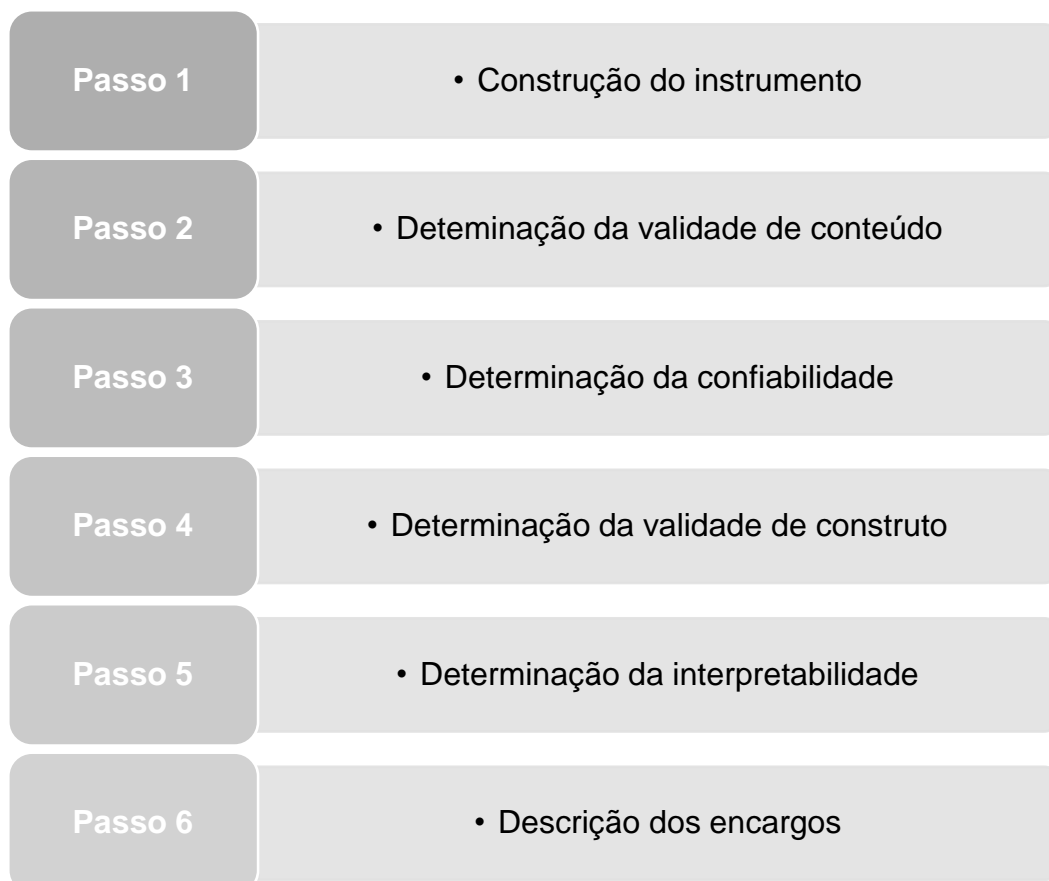 Passo 1
• Construção do instrumento
Passo 2
• Deteminação da validade de conteúdo
Passo 3
• Determinação da confiabilidade
Passo 4
• Determinação da validade de construto
Passo 5
• Determinação da interpretabilidade
Passo 6
• Descrição dos encargos